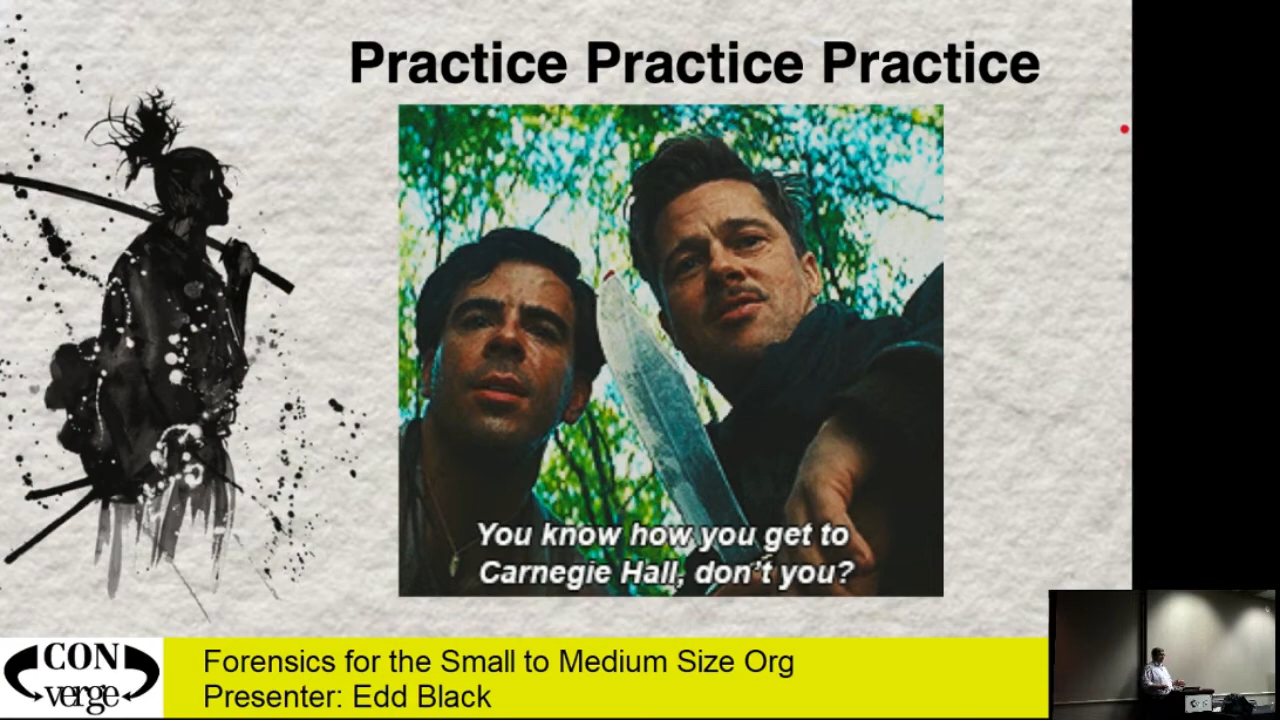 Practice Practice Practice
You know how you get to
Carnegie Hall, don't you?
CON
verge
Forensics for the Small to Medium Size Org
Presenter: Edd Black